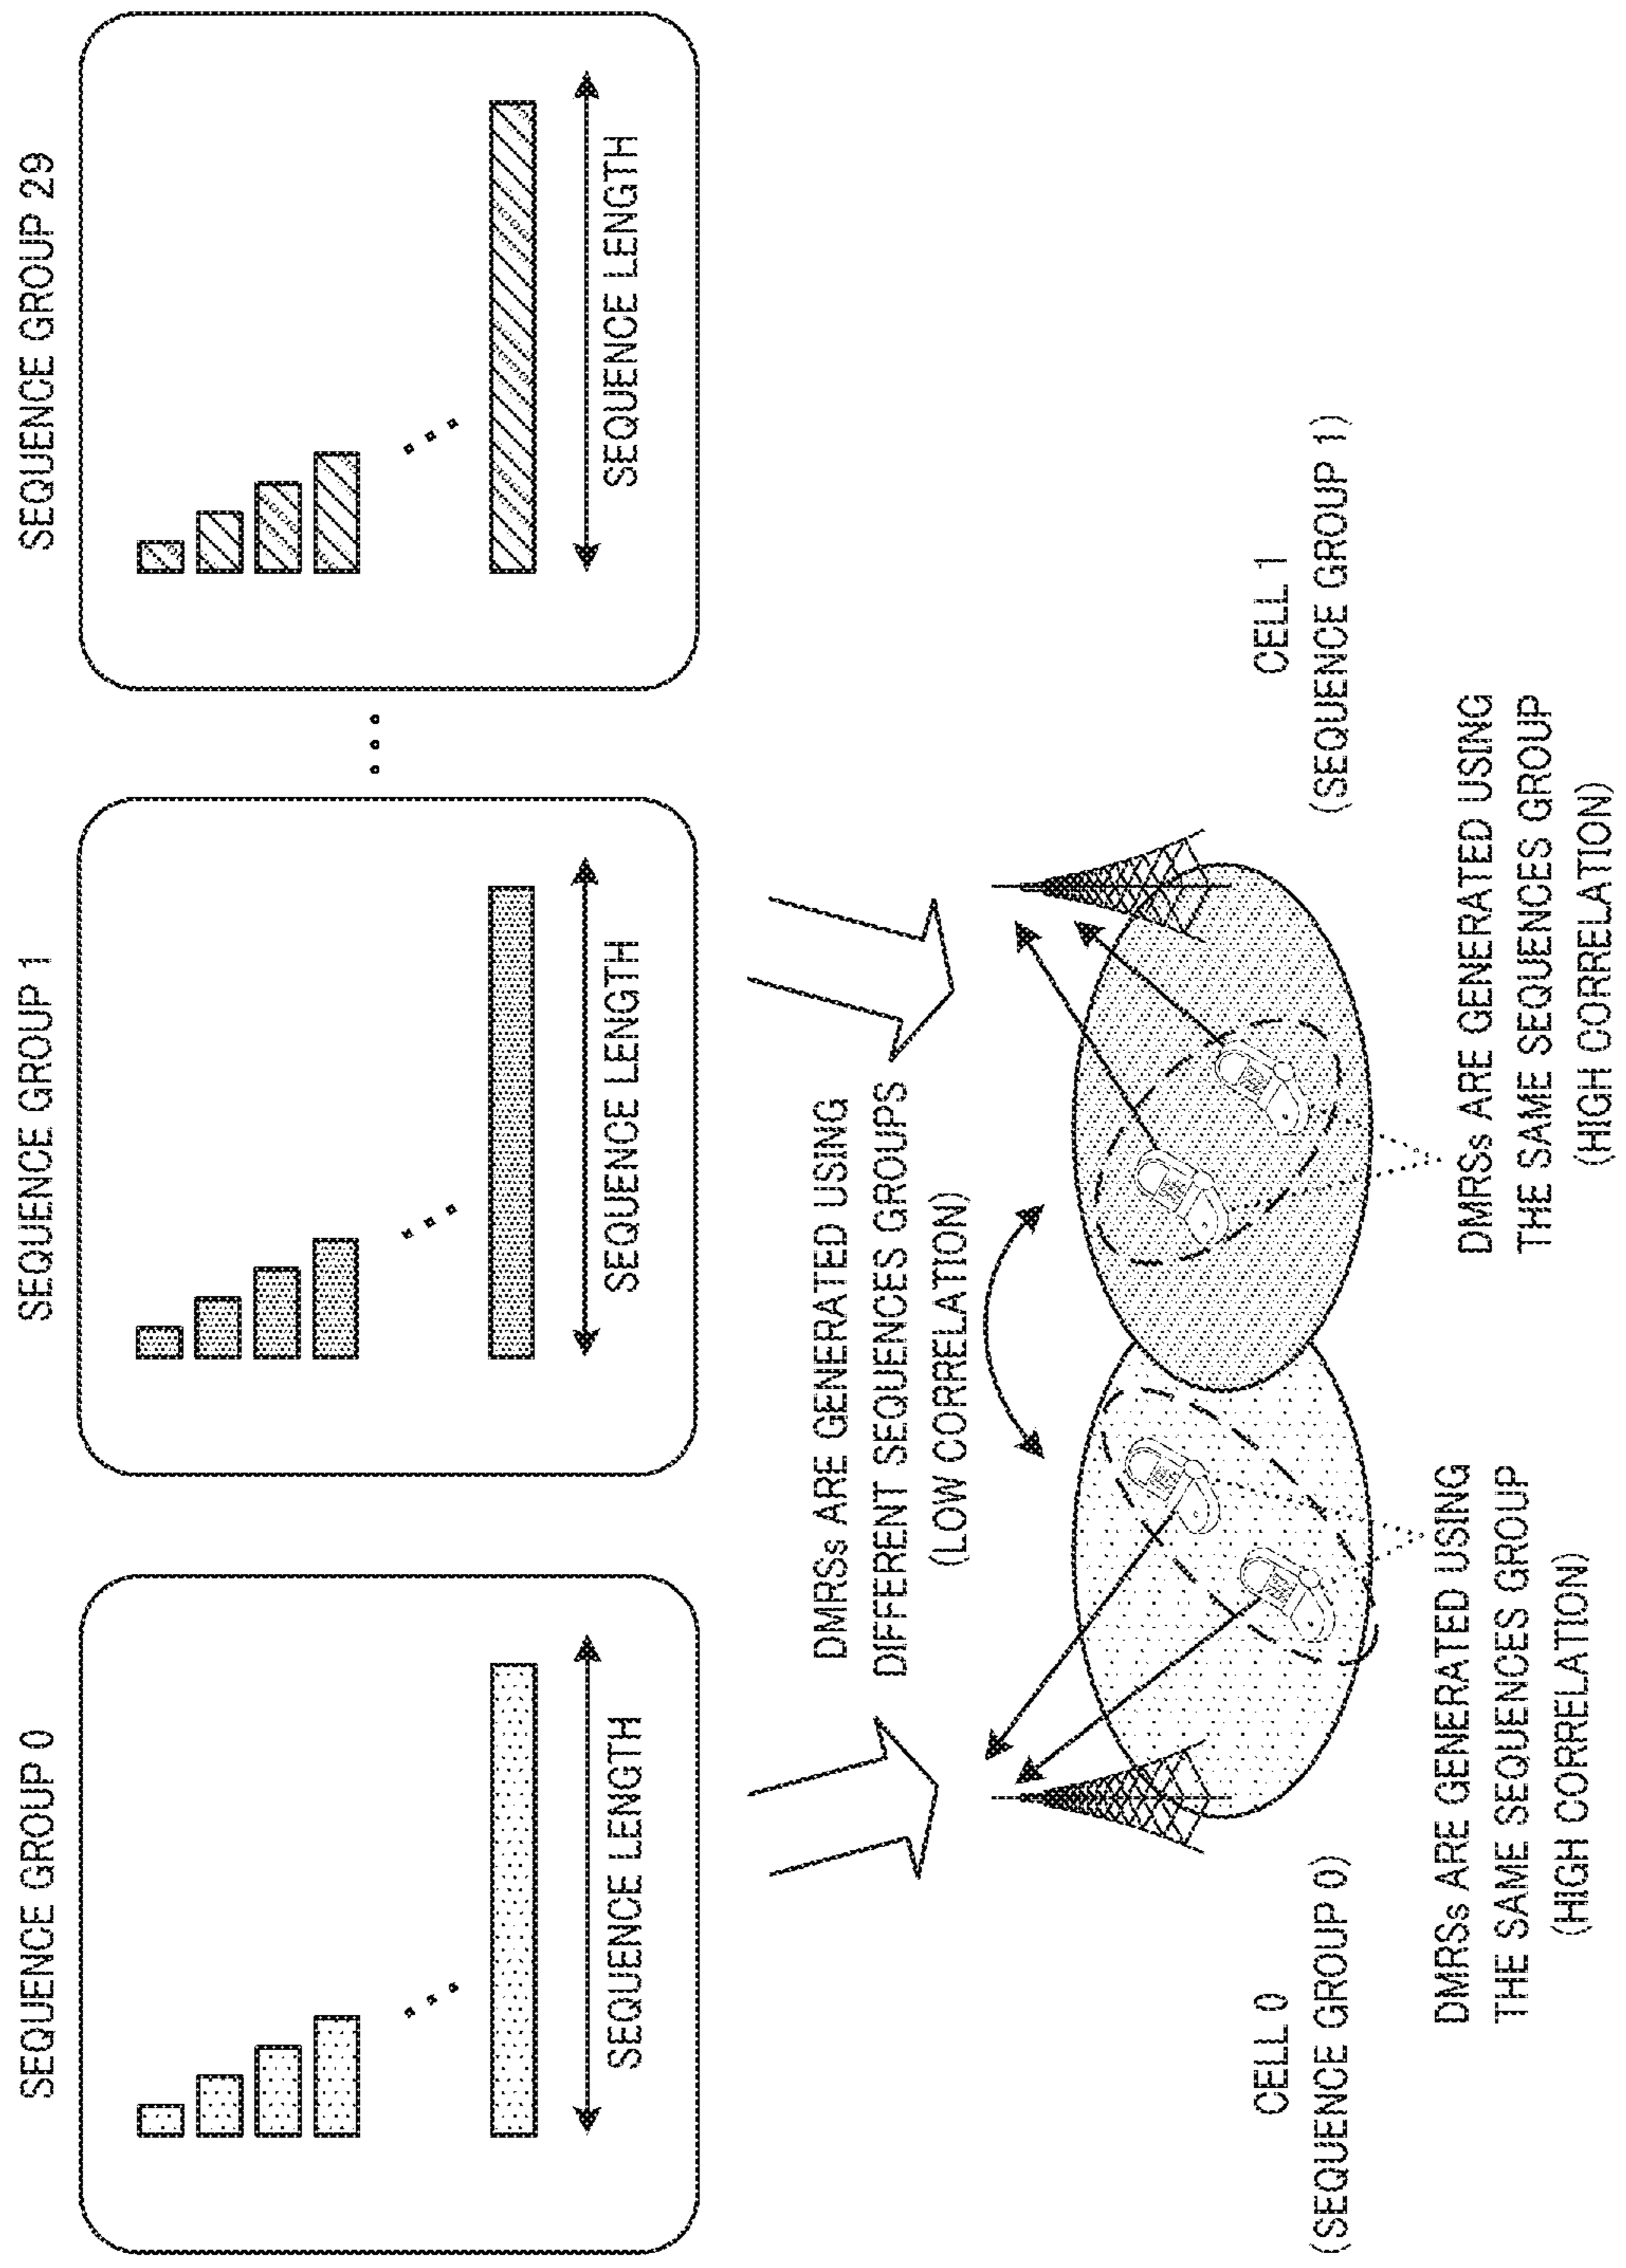 SEQUENCE GROUP 0
SEQUENCE LENGTH
SEQUENCE GROUP 1
SEQUENCE LENGTH
SEQUENCE GROUP 29
SEQUENCE LENGTH
DMRSs ARE GENERATED USING
DIFFERENT SEQUENCES GROUPS
(LOW CORRELATION)
CELL 0
(SEQUENCE GROUP 0)
CELL 1
(SEQUENCE GROUP 1)
DMRSs ARE GENERATED USING
THE SAME SEQUENCES GROUP
(HIGH CORRELATION)
DMRSs ARE GENERATED USING
THE SAME SEQUENCES GROUP
(HIGH CORRELATION)